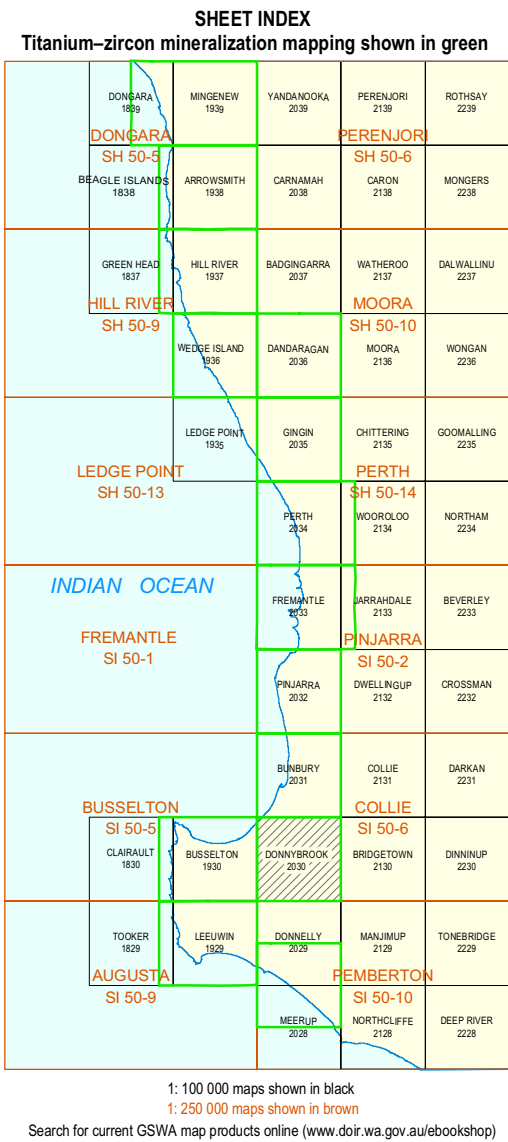 SHEET INDEX
Titanium–zircon mineralization mapping shown in green
DONGARA MINGENEW YANDANOOKA PERENJORI ROTHSAY
1839 1939 2039 2139 2239
DONGARA PERENJORI
SH 50-5 SH 50-6
BEAGLE ISLANDS ARROWSMITH CARNAMAH CARON MONGERS
1838 1938 2038 2138 2238
GREEN HEAD HILL RIVER BADGINGARRA WATHEROO DALWALLINU
1837 1937 2037 2137 2237
HILL RIVER MOORA
SH 50-9 SH 50-10
WEDGE ISLAND DANDARAGAN MOORA WONGAN
1936 2036 2136 2236
LEDGE POINT GINGIN CHITTERING GOOMALLING
1935 2035 2135 2235
LEDGE POINT PERTH
SH 50-13 SH 50-14
PERTH WOOROLOO NORTHAM
2034 2134 2234
INDIAN OCEAN
FREMANTLE JARRAHDALE BEVERLEY
2033 2133 2233
FREMANTLE PINJARRA
SI 50-1 SI 50-2
PINJARRA DWELLINGUP CROSSMAN
2032 2132 2232
BUNBURY COLLIE DARKAN
2031 2131 2231
BUSSELTON COLLIE
SI 50-5 SI 50-6
CLAIRAULT BUSSELTON DONNYBROOK BRIDGETOWN DINNINUP
1830 1930 2030 2130 2230
TOOKER LEEUWIN DONNELLY MANJIMUP TONEBRIDGE
1829 1929 2029 2129 2229
AUGUSTA PEMBERTON
SI 50-9 SI 50-10
MEERUP NORTHCLIFFE DEEP RIVER
2028 2128 2228
1: 100 000 maps shown in black
1: 250 000 maps shown in brown
Search for current GSWA map products online (www.doir.wa.gov.au/ebookshop)